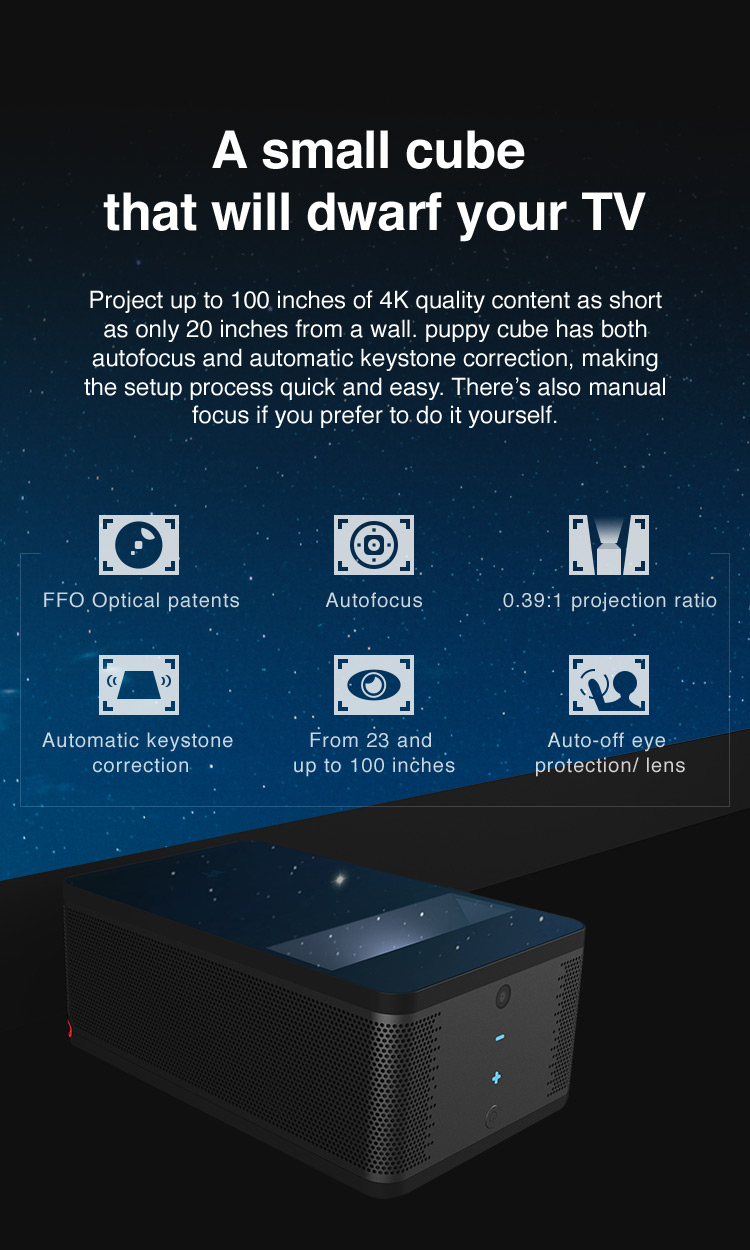 A small cube
that will dwarf your TV
Project up to 100 inches of 4K quality content as short
as only 20 inches from a wall. puppy cube has both
autofocus and automatic keystone correction, making
the setup process quick and easy. There’s also manual
focus if you prefer to do it yourself.
FFO Optical patents
Autofocus
0.39:1 projection ratio
Automatic keystone
correction
From 23 and
up to 100 inches
Auto-off eye
protection/ lens